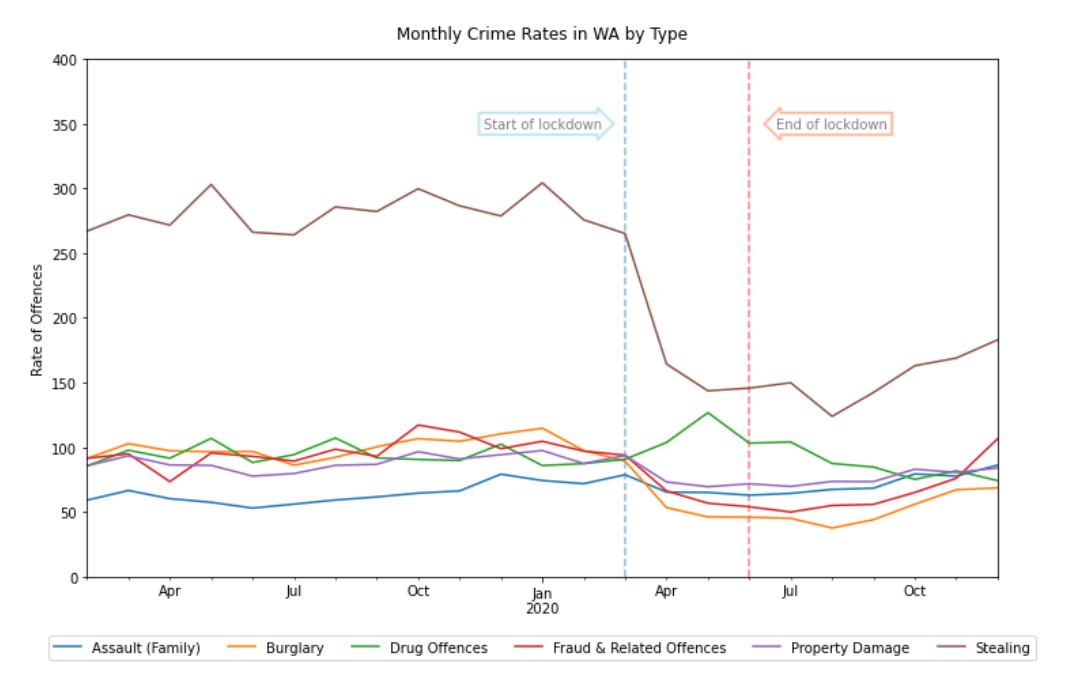 Monthly Crime Rates in WA by Type
400
350
300
250
200
150
100
50
0
Rate of Offences
Start of lockdown
End of lockdown
Apr
Jul
Oct
Jan
2020
Apr
Jul
Oct
Assault (Family)
Burglary
Drug Offences
Fraud & Related Offences
Property Damage
Stealing